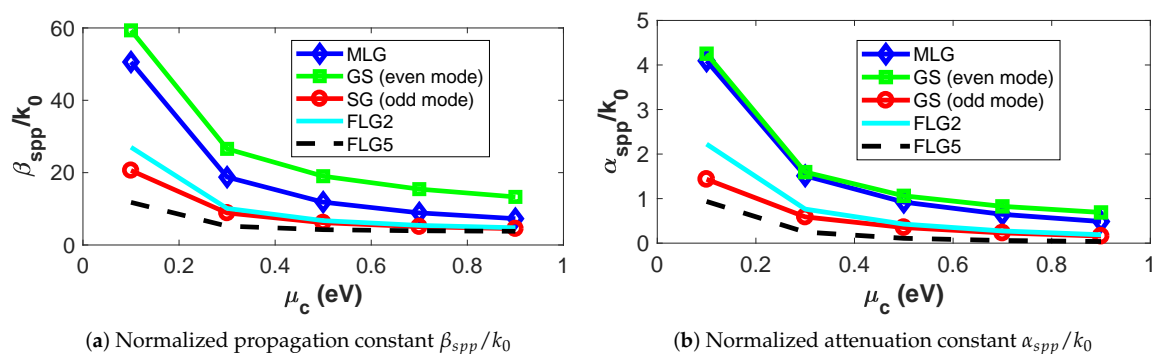 60
40
20
0
β_spp/k_0
MLG
GS (even mode)
SG (odd mode)
FLG2
FLG5
0 0.2 0.4 0.6 0.8 1
μ_c (eV)
(a) Normalized propagation constant β_spp/k_0
5
4
3
2
1
0
α_spp/k_0
MLG
GS (even mode)
GS (odd mode)
FLG2
FLG5
0 0.2 0.4 0.6 0.8 1
μ_c (eV)
(b) Normalized attenuation constant α_spp/k_0